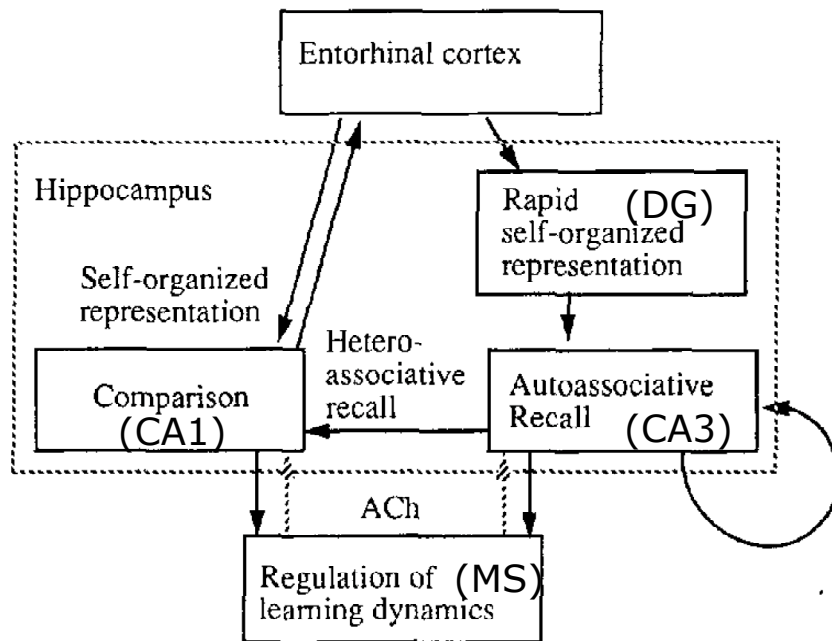 Entorhinal cortex
Hippocampus
Rapid (DG)
self-organized
representation
Self-organized
representation
Hetero-
associative
recall
Comparison
(CA1)
Autoassociative
Recall (CA3)
ACh
Regulation of (MS)
learning dynamics